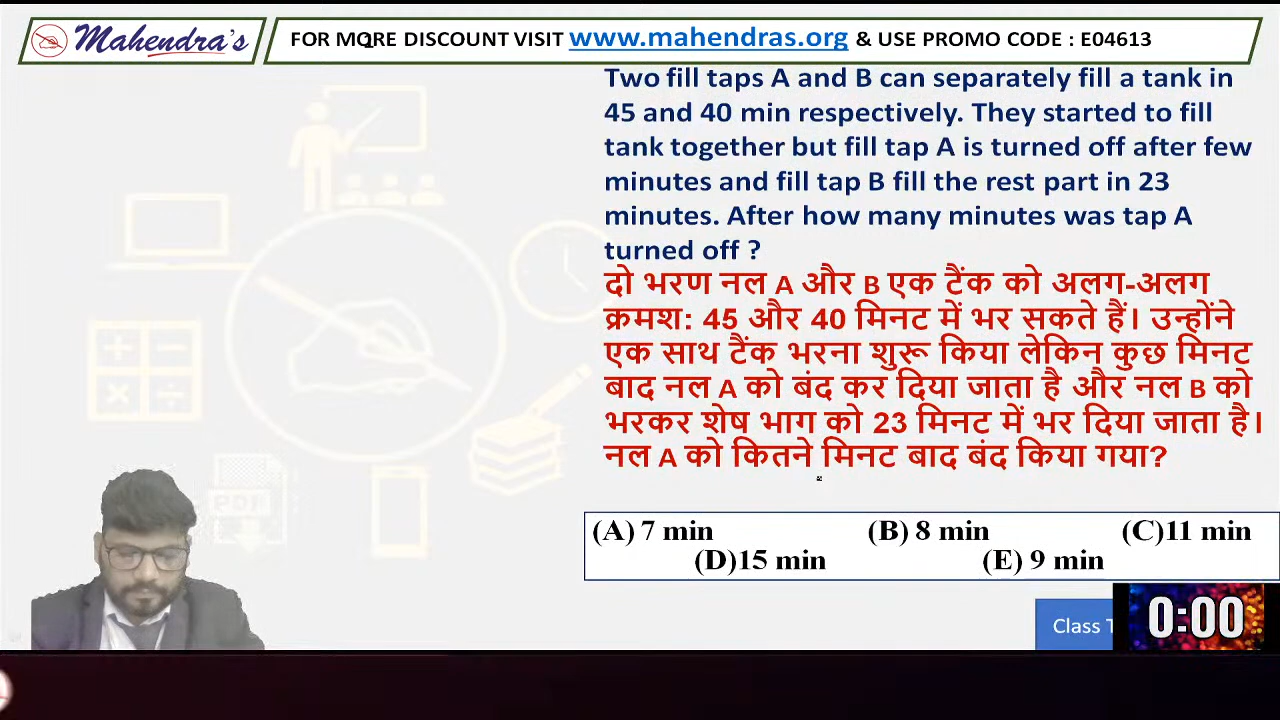 Mahendra's
FOR MORE DISCOUNT VISIT www.mahendras.org & USE PROMO CODE : E04613
Two fill taps A and B can separately fill a tank in
45 and 40 min respectively. They started to fill
tank together but fill tap A is turned off after few
minutes and fill tap B fill the rest part in 23
minutes. After how many minutes was tap A
turned off ?
दो भरण नल A और B एक टैंक को अलग-अलग
क्रमश: 45 और 40 मिनट में भर सकते हैं। उन्होंने
एक साथ टैंक भरना शुरू किया लेकिन कुछ मिनट
बाद नल A को बंद कर दिया जाता है और नल B को
भरकर शेष भाग को 23 मिनट में भर दिया जाता है।
नल A को कितने मिनट बाद बंद किया गया?
(A) 7 min (B) 8 min (C)11 min
(D)15 min (E) 9 min
PDF
Class T
0:00